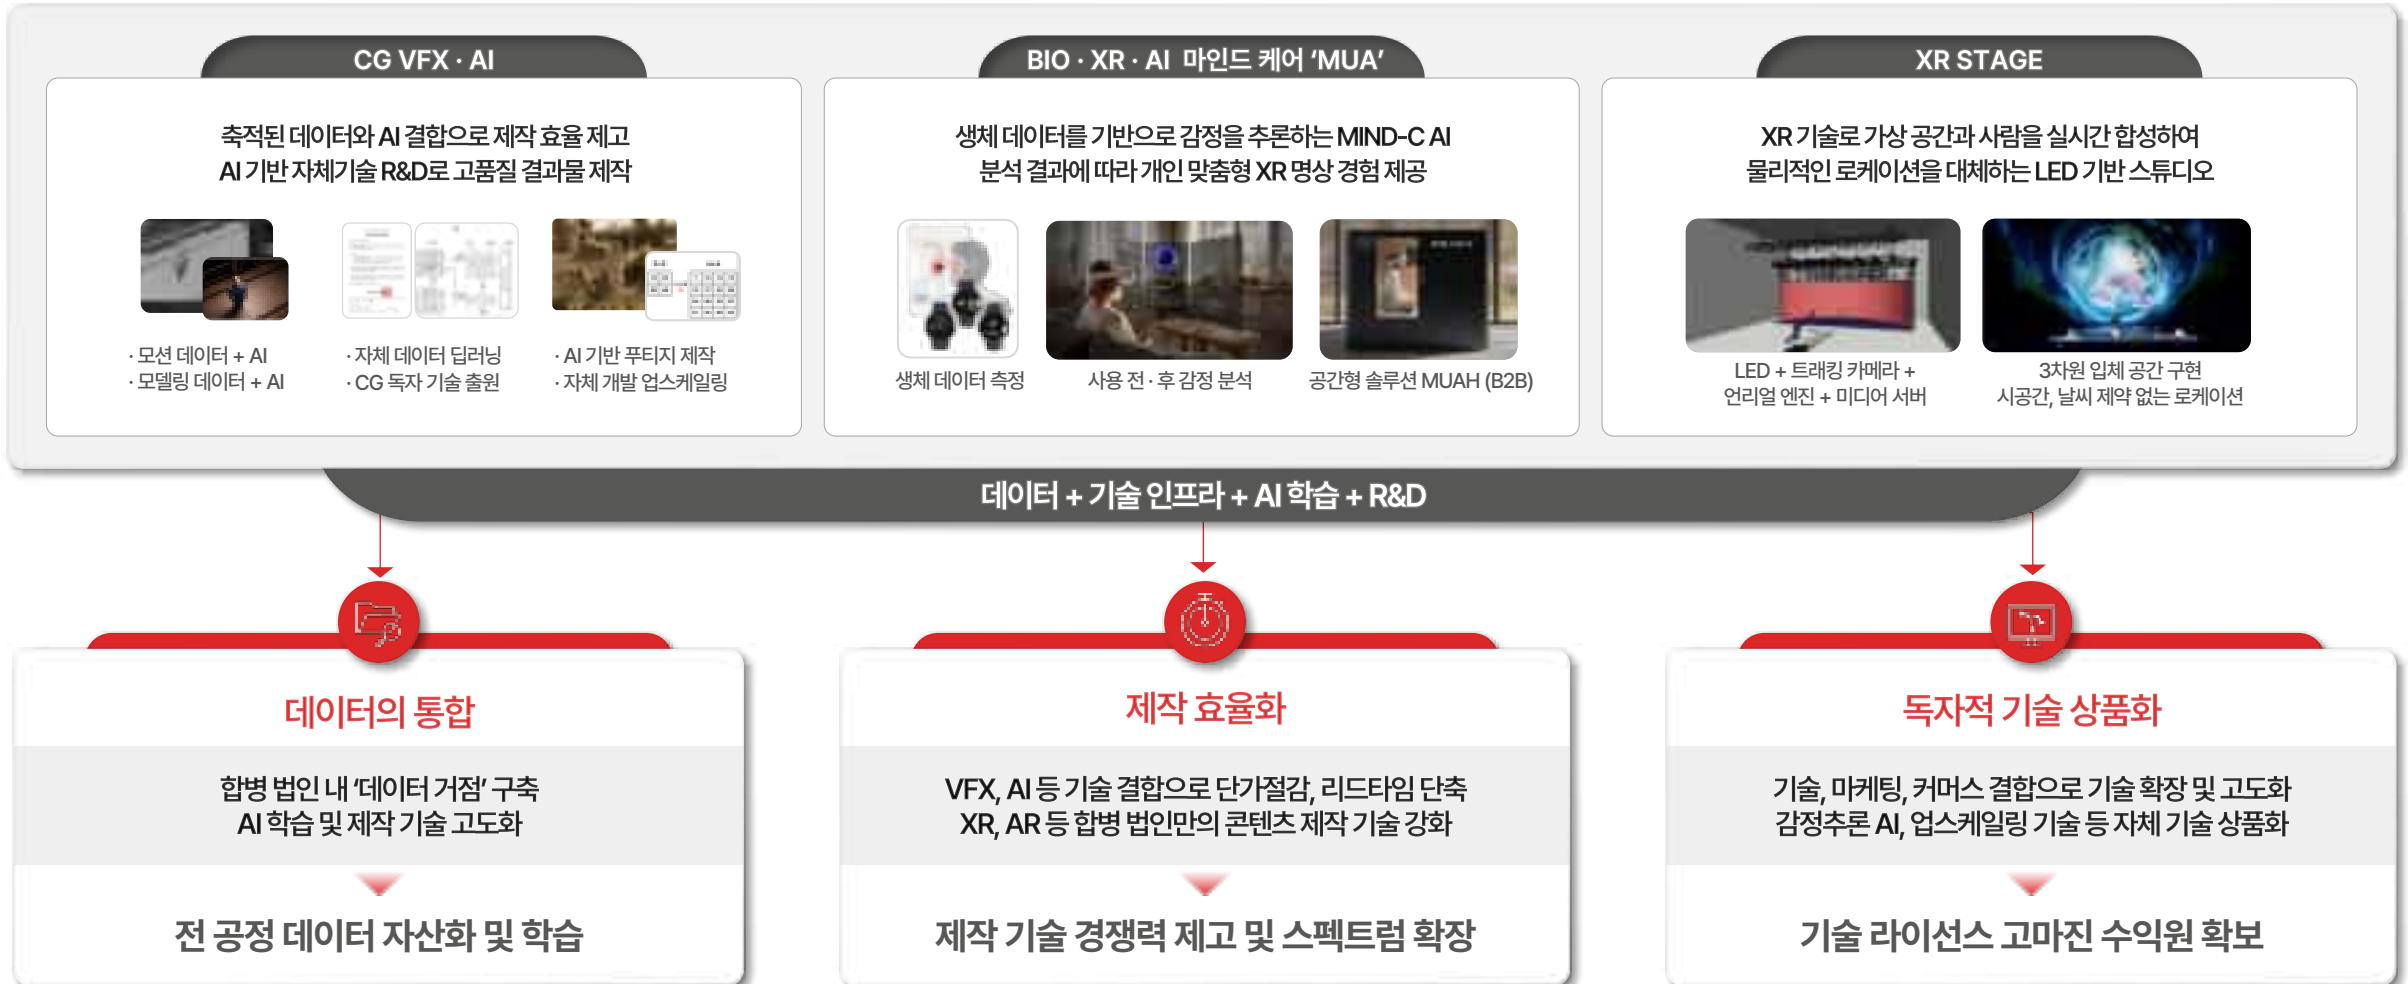 CG VFX · AI
축적된 데이터와 AI 결합으로 제작 효율 제고
AI 기반 자체기술 R&D로 고품질 결과물 제작
· 모션 데이터 + AI
· 모델링 데이터 + AI
· 자체 데이터 딥러닝
· CG 독자 기술 출원
· AI 기반 푸티지 제작
· 자체 개발 업스케일링
BIO · XR · AI 마인드 케어 ‘MUA’
생체 데이터를 기반으로 감정을 추론하는 MIND-C AI
분석 결과에 따라 개인 맞춤형 XR 명상 경험 제공
생체 데이터 측정
사용 전 · 후 감정 분석
공간형 솔루션 MUAH (B2B)
XR STAGE
XR 기술로 가상 공간과 사람을 실시간 합성하여
물리적인 로케이션을 대체하는 LED 기반 스튜디오
LED + 트래킹 카메라 +
언리얼 엔진 + 미디어 서버
3차원 입체 공간 구현
시공간, 날씨 제약 없는 로케이션
데이터 + 기술 인프라 + AI 학습 + R&D
데이터의 통합
합병 법인 내 ‘데이터 거점’ 구축
AI 학습 및 제작 기술 고도화
전 공정 데이터 자산화 및 학습
제작 효율화
VFX, AI 등 기술 결합으로 단가절감, 리드타임 단축
XR, AR 등 합병 법인만의 콘텐츠 제작 기술 강화
제작 기술 경쟁력 제고 및 스펙트럼 확장
독자적 기술 상품화
기술, 마케팅, 커머스 결합으로 기술 확장 및 고도화
감정추론 AI, 업스케일링 기술 등 자체 기술 상품화
기술 라이선스 고마진 수익원 확보